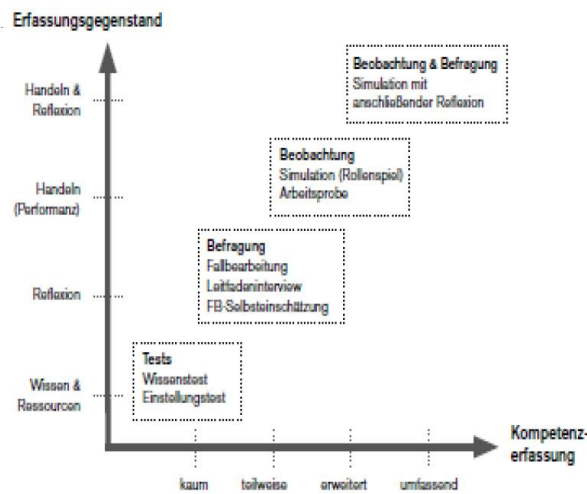 Erfassungsgegenstand
Beobachtung & Befragung
Simulation mit
anschließender Reflexion
Handeln &
Reflexion
Beobachtung
Simulation (Rollenspiel)
Arbeitsprobe
Handeln
(Performanz)
Befragung
Fallbearbeitung
Leitfadeninterview
FB-Selbsteinschätzung
Reflexion
Tests
Wissenstest
Einstellungstest
Wissen &
Ressourcen
Kompetenz-
erfassung
kaum teilweise erweitert umfassend